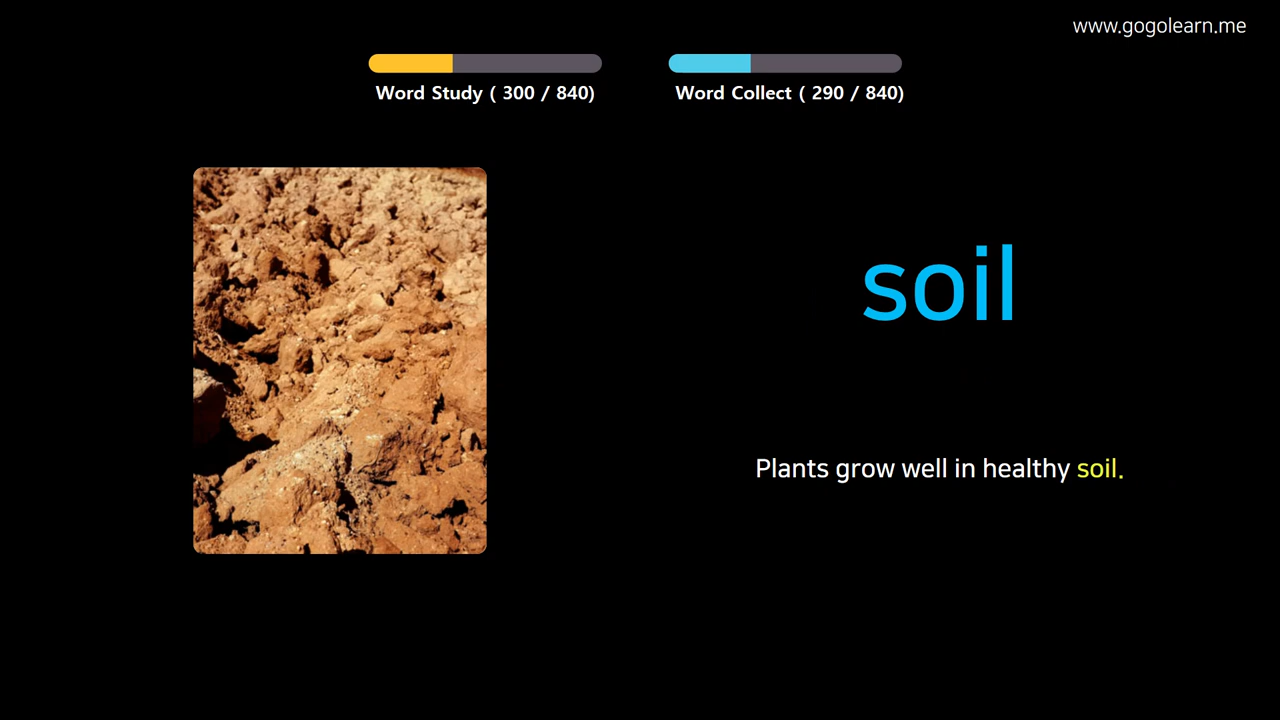 www.gogolearn.me
Word Study ( 300 / 840)
Word Collect ( 290 / 840)
soil
Plants grow well in healthy soil.